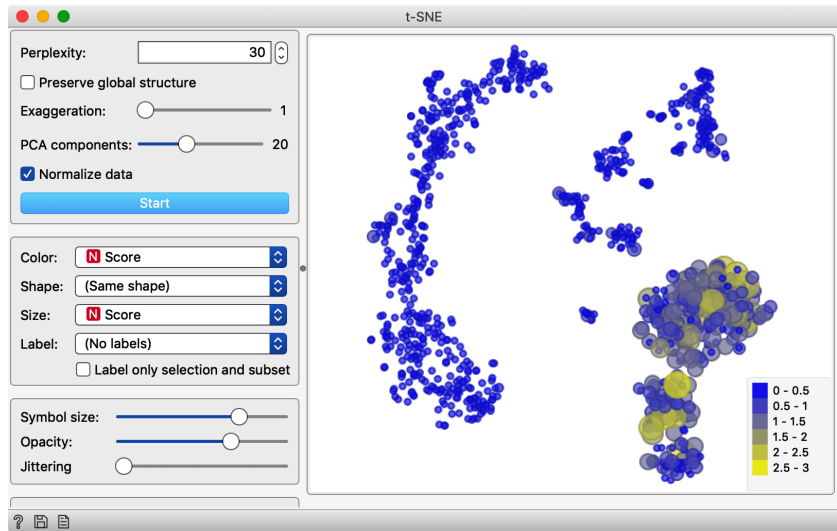 t-SNE
Perplexity: 30
Preserve global structure
Exaggeration: 1
PCA components: 20
Normalize data
Start
Color: N Score
Shape: (Same shape)
Size: N Score
Label: (No labels)
Label only selection and subset
Symbol size:
Opacity:
Jittering
0 - 0.5
0.5 - 1
1 - 1.5
1.5 - 2
2 - 2.5
2.5 - 3
?